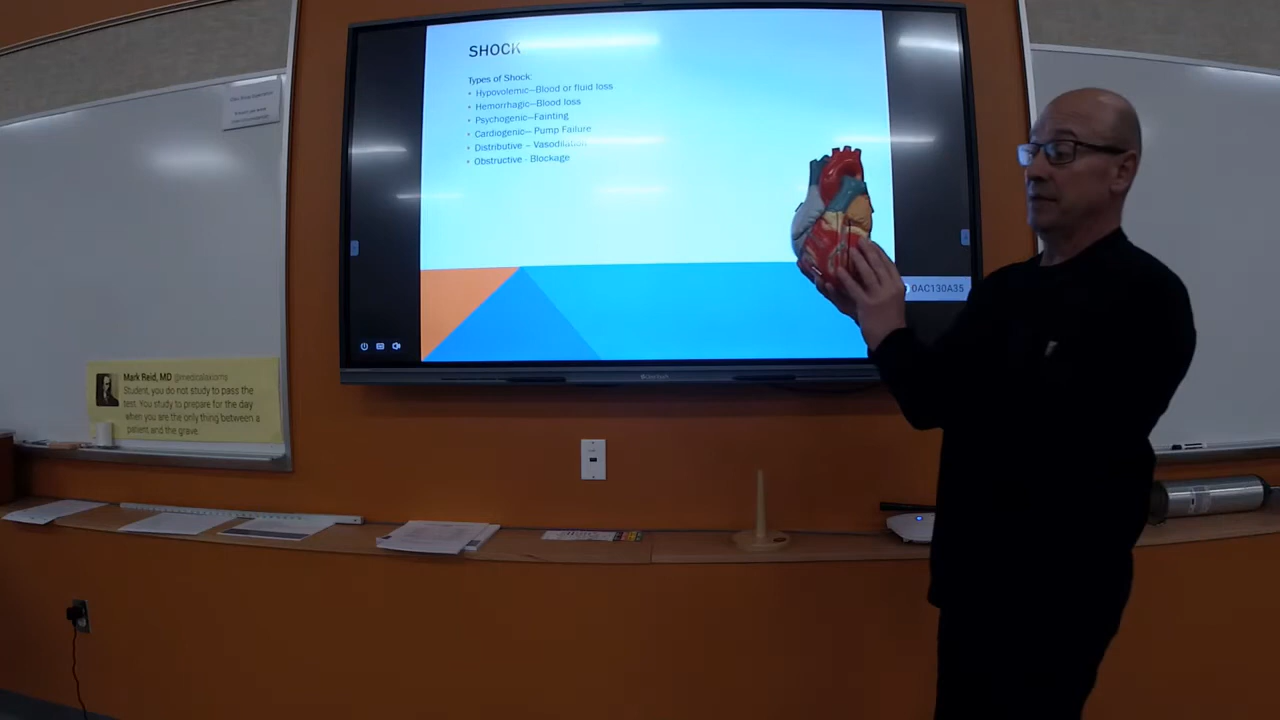 SHOCK
Types of Shock:
• Hypovolemic–Blood or fluid loss
• Hemorrhagic–Blood loss
• Psychogenic–Fainting
• Cardiogenic– Pump Failure
• Distributive –
• Obstructive - Blockage
0AC130A35
Mark Reid, MD @medicalaxioms
Student, you do not study to pass the
test. You study to prepare for the day
when you are the only thing between a
patient and the grave.